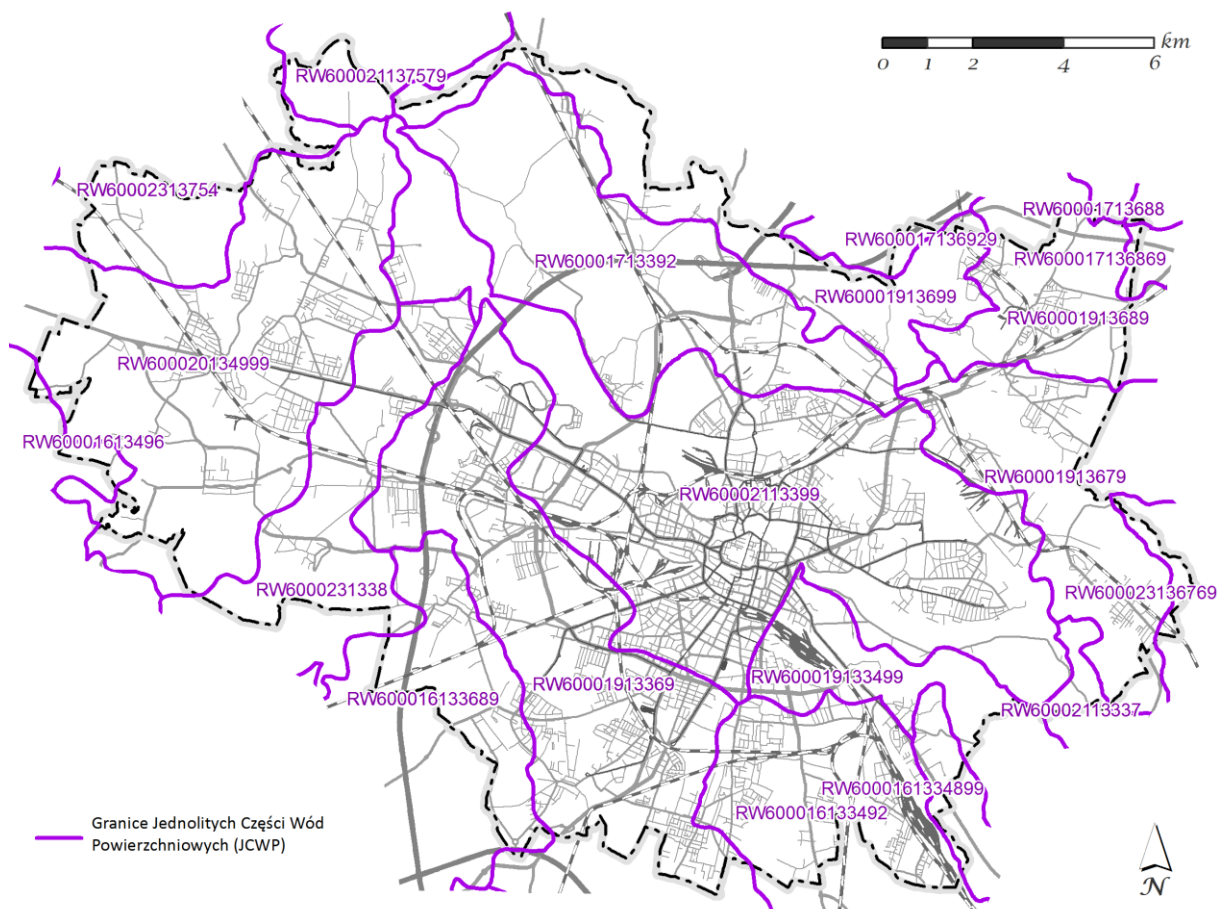 km
0 1 2 4 6
RW600021137579
RW60002313754
RW60001713688
RW600017136929
RW600017136869
RW60001713392
RW60001913699
RW60001913689
RW600020134999
RW60001613496
RW60001913679
RW60002113399
RW6000231338
RW600023136769
RW600019133499
RW60001913369
RW600016133689
RW60002113337
RW6000161334899
RW600016133492
Granice Jednolitych Części Wód
Powierzchniowych (JCWP)
N